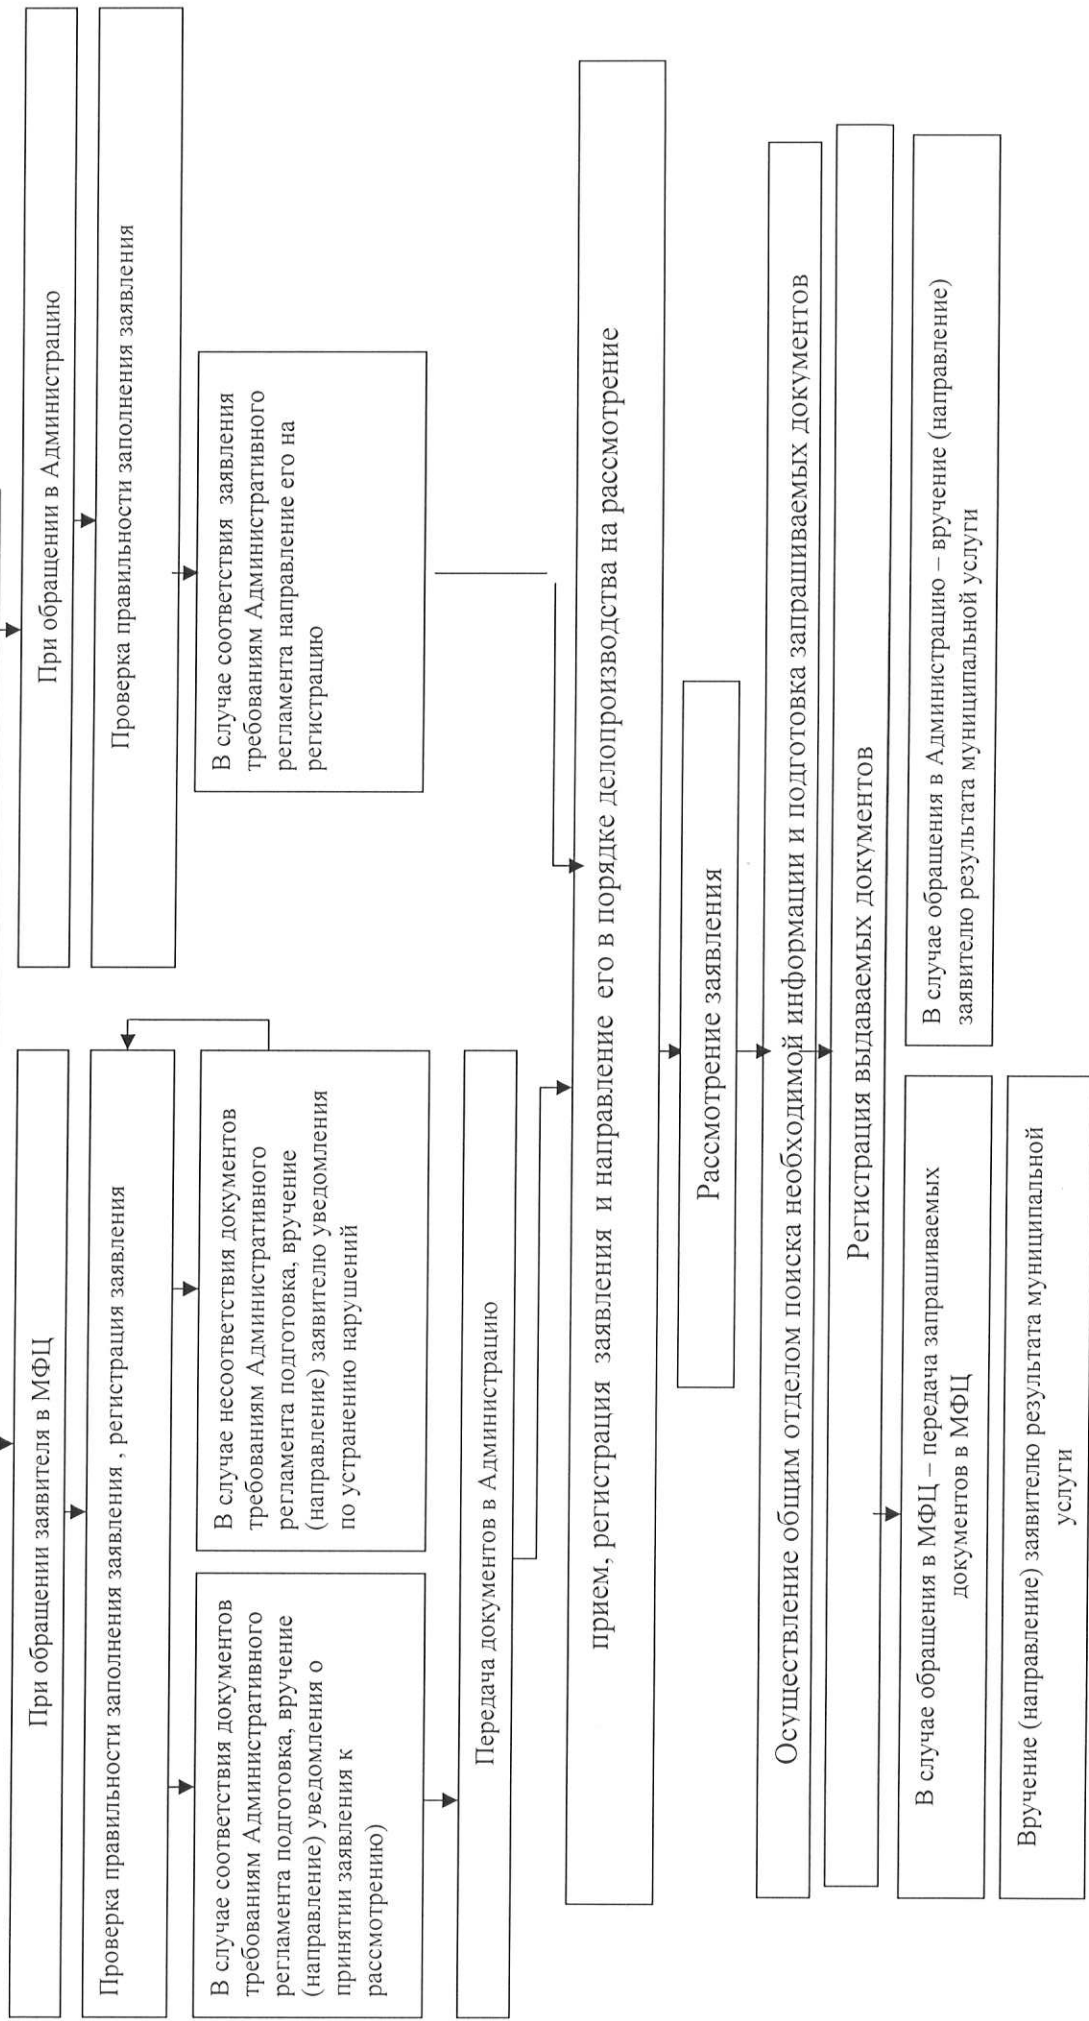 При обращении заявителя в МФЦ
Проверка правильности заполнения заявления , регистрация заявления
В случае соответствия документов
требованиям Административного
регламента подготовка, вручение
(направление) уведомления о
принятии заявления к
рассмотрению)
В случае несоответствия документов
требованиям Административного
регламента подготовка, вручение
(направление) заявителю уведомления
по устранению нарушений
Передача документов в Администрацию
При обращении в Администрацию
Проверка правильности заполнения заявления
В случае соответствия заявления
требованиям Административного
регламента направление его на
регистрацию
прием, регистрация заявления и направление его в порядке делопроизводства на рассмотрение
Рассмотрение заявления
Осуществление общим отделом поиска необходимой информации и подготовка запрашиваемых документов
Регистрация выдаваемых документов
В случае обращения в МФЦ – передача запрашиваемых
документов в МФЦ
В случае обращения в Администрацию – вручение (направление)
заявителю результата муниципальной услуги
Вручение (направление) заявителю результата муниципальной
услуги